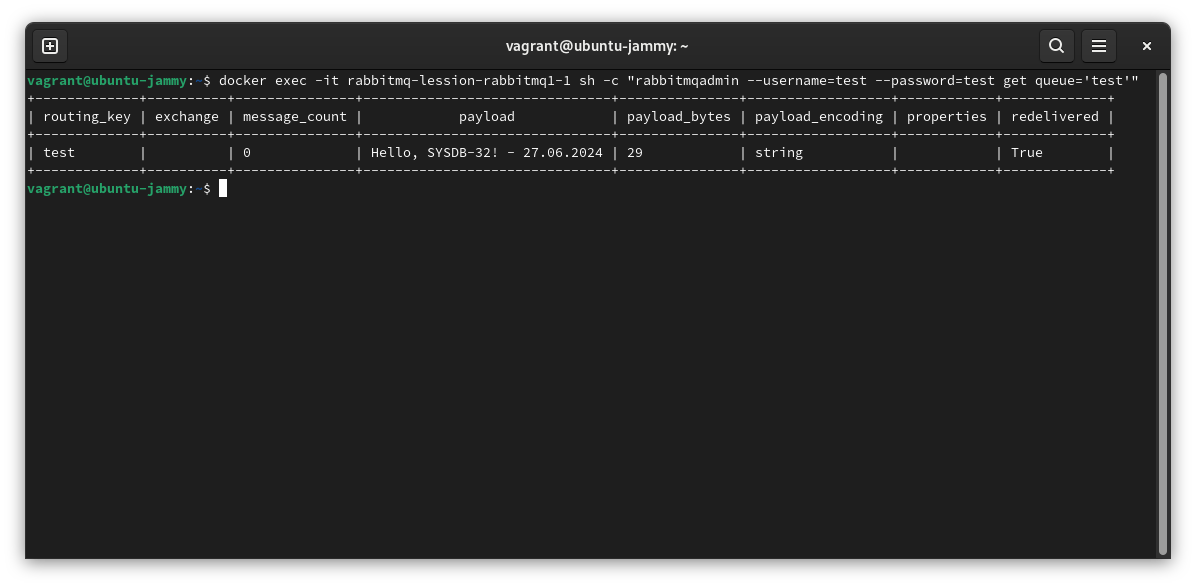 vagrant@ubuntu-jammy: ~
vagrant@ubuntu-jammy:~$ docker exec -it rabbitmq-lession-rabbitmq1-1 sh -c "rabbitmqadmin --username=test --password=test get queue='test'"
+-------------+----------+---------------+-------------------------------+---------------+------------------+------------+-------------+
| routing_key | exchange | message_count |            payload            | payload_bytes | payload_encoding | properties | redelivered |
+-------------+----------+---------------+-------------------------------+---------------+------------------+------------+-------------+
| test        |          | 0             | Hello, SYSDB-32! - 27.06.2024 | 29            | string           |            | True        |
+-------------+----------+---------------+-------------------------------+---------------+------------------+------------+-------------+
vagrant@ubuntu-jammy:~$